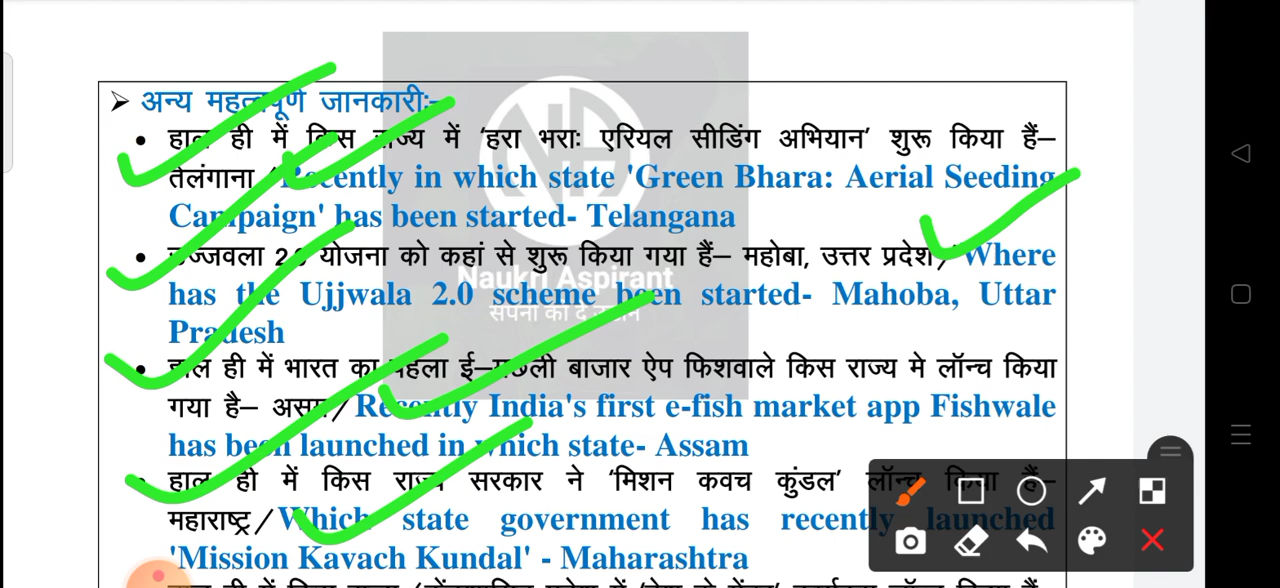 अन्य महत्वपूर्ण जानकारीः–
हाल ही में किस राज्य में ‘हरा भराः एरियल सीडिंग अभियान’ शुरू किया हैं–
तेलंगाना /Recently in which state 'Green Bhara: Aerial Seeding
Campaign' has been started- Telangana
उज्जवला 2.0 योजना को कहां से शुरू किया गया हैं– महोबा, उत्तर प्रदेश/ Where
has the Ujjwala 2.0 scheme been started- Mahoba, Uttar
Pradesh
Naukri Aspirant
हाल ही में भारत का पहला ई–मछली बाजार ऐप फिशवाले किस राज्य मे लॉन्च किया
गया है– असम/Recently India's first e-fish market app Fishwale
has been launched in which state- Assam
हाल ही में किस राज्य सरकार ने ‘मिशन कवच कुंडल’ लॉन्च किया हैं–
महाराष्ट्र/Which state government has recently launched
'Mission Kavach Kundal' - Maharashtra